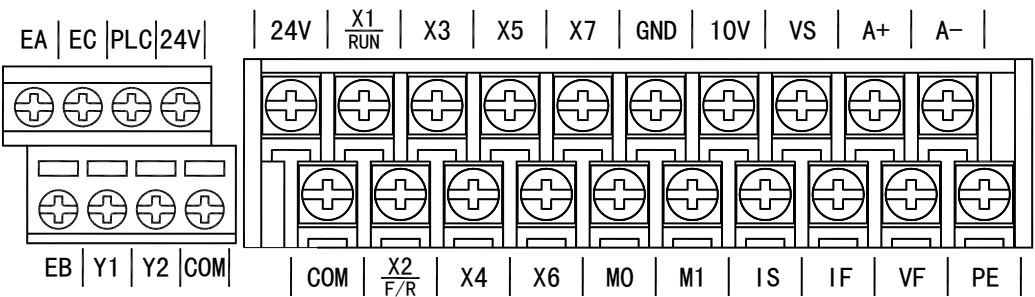 EA EC PLC 24V
24V X1/RUN X3 X5 X7 GND 10V VS A+ A-
EB Y1 Y2 COM
COM X2/F/R X4 X6 M0 M1 IS IF VF PE